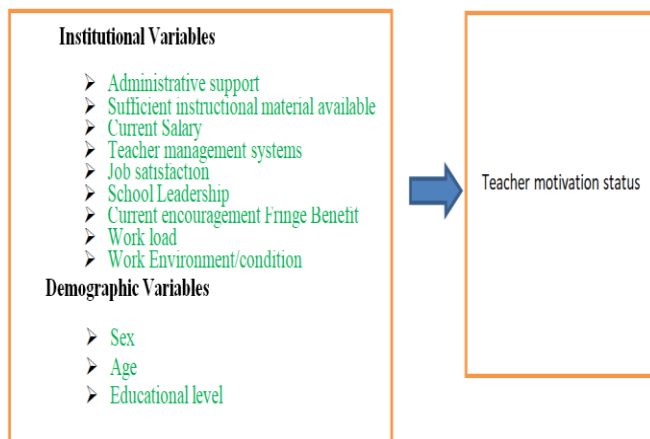 Institutional Variables
Administrative support
Sufficient instructional material available
Current Salary
Teacher management systems
Job satisfaction
School Leadership
Current encouragement Fringe Benefit
Work load
Work Environment/condition
Demographic Variables
Sex
Age
Educational level
Teacher motivation status